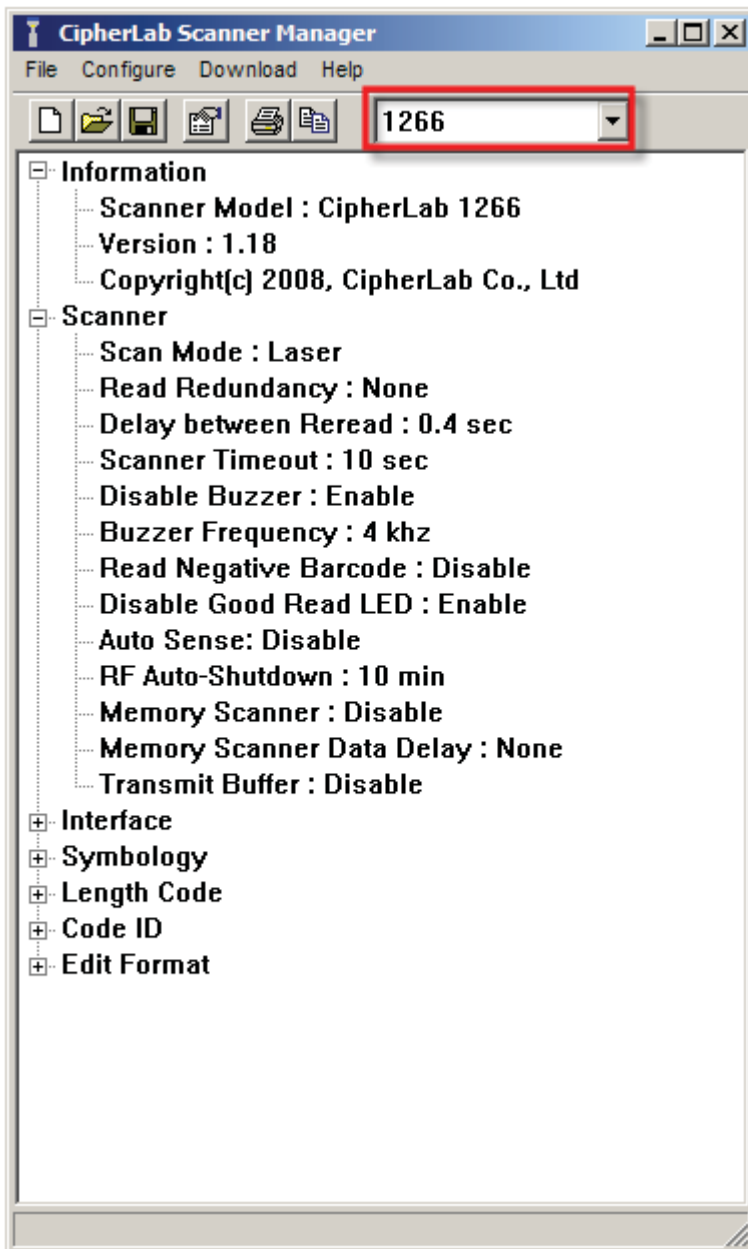 CipherLab Scanner Manager
File Configure Download Help
1266
Information
Scanner Model : CipherLab 1266
Version : 1.18
Copyright(c) 2008, CipherLab Co., Ltd
Scanner
Scan Mode : Laser
Read Redundancy : None
Delay between Reread : 0.4 sec
Scanner Timeout : 10 sec
Disable Buzzer : Enable
Buzzer Frequency : 4 khz
Read Negative Barcode : Disable
Disable Good Read LED : Enable
Auto Sense: Disable
RF Auto-Shutdown : 10 min
Memory Scanner : Disable
Memory Scanner Data Delay : None
Transmit Buffer : Disable
Interface
Symbology
Length Code
Code ID
Edit Format